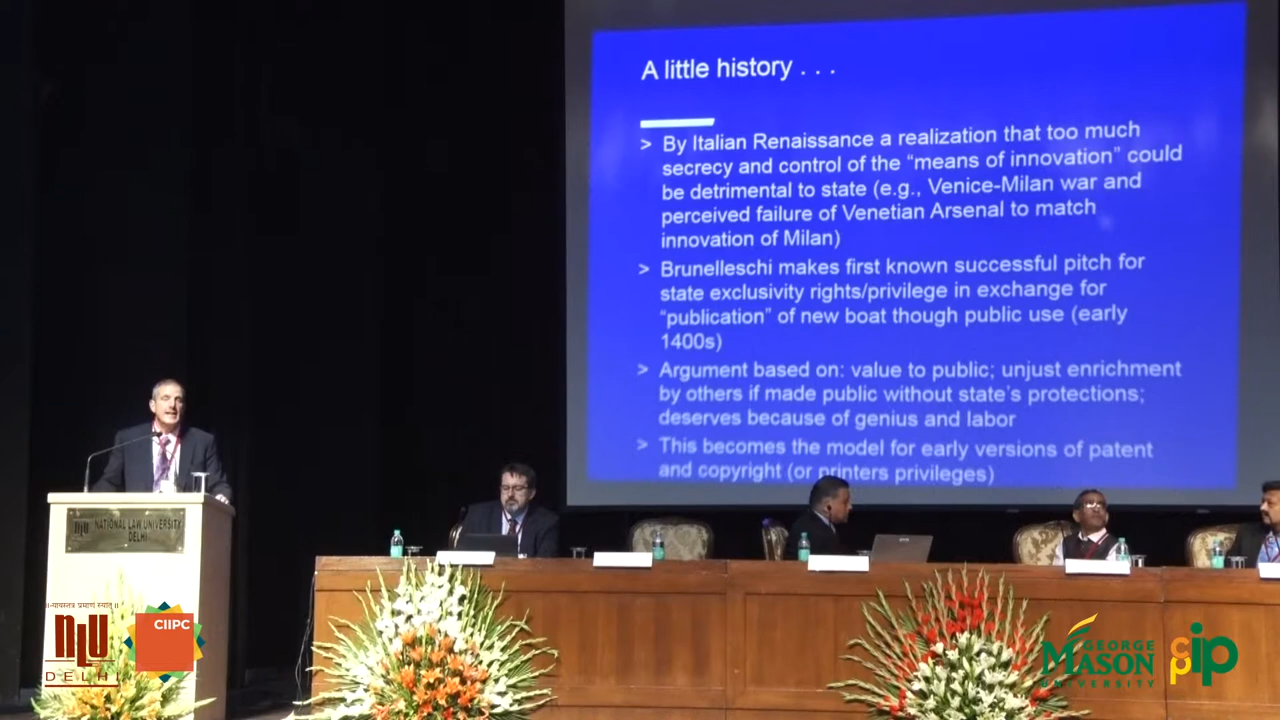 A little history . . .
> By Italian Renaissance a realization that too much
secrecy and control of the “means of innovation” could
be detrimental to state (e.g., Venice-Milan war and
perceived failure of Venetian Arsenal to match
innovation of Milan)
> Brunelleschi makes first known successful pitch for
state exclusivity rights/privilege in exchange for
“publication” of new boat though public use (early
1400s)
> Argument based on: value to public; unjust enrichment
by others if made public without state’s protections;
deserves because of genius and labor
> This becomes the model for early versions of patent
and copyright (or printers privileges)
NLU NATIONAL LAW UNIVERSITY
DELHI
॥न्यायस्तत्र प्रमाणं स्यात्॥
NLU
DELHI
CIIPC
GEORGE
MASON
UNIVERSITY
cpip